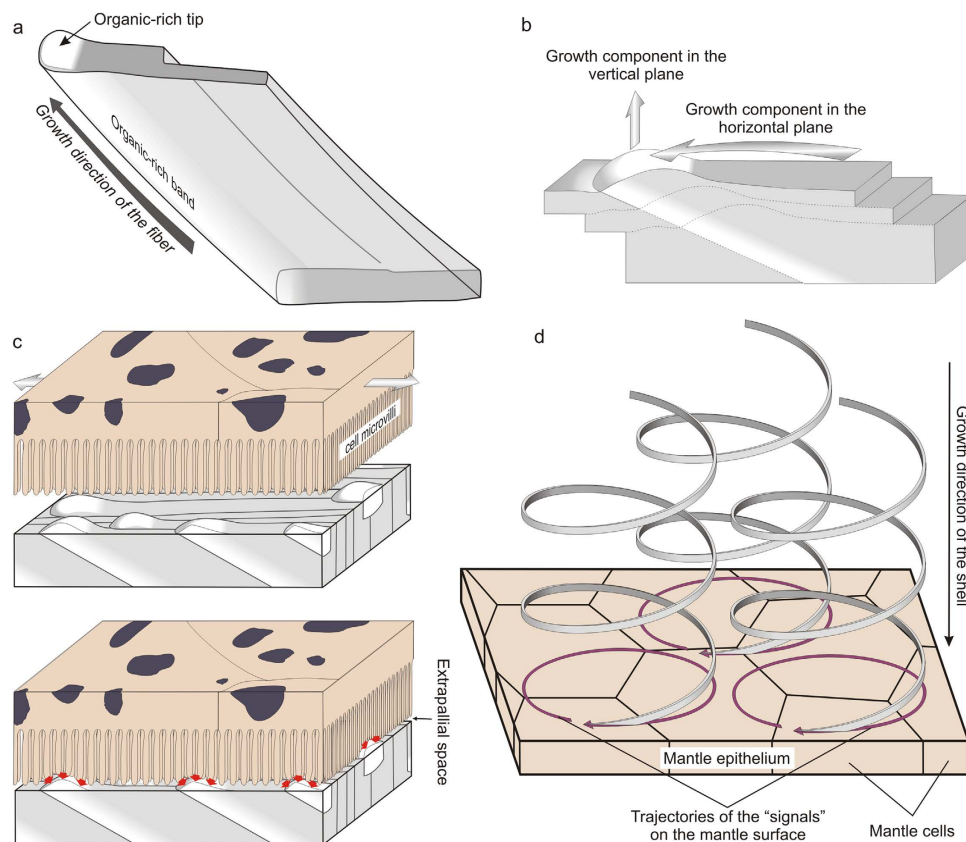 a
Organic-rich tip
Organic-rich band
Growth direction of the fiber
b
Growth component in the
vertical plane
Growth component in the
horizontal plane
c
cell microvilli
Extrapallial space
d
Growth direction of the snell
Mantle epithelium
Trajectories of the “signals”
on the mantle surface
Mantle cells